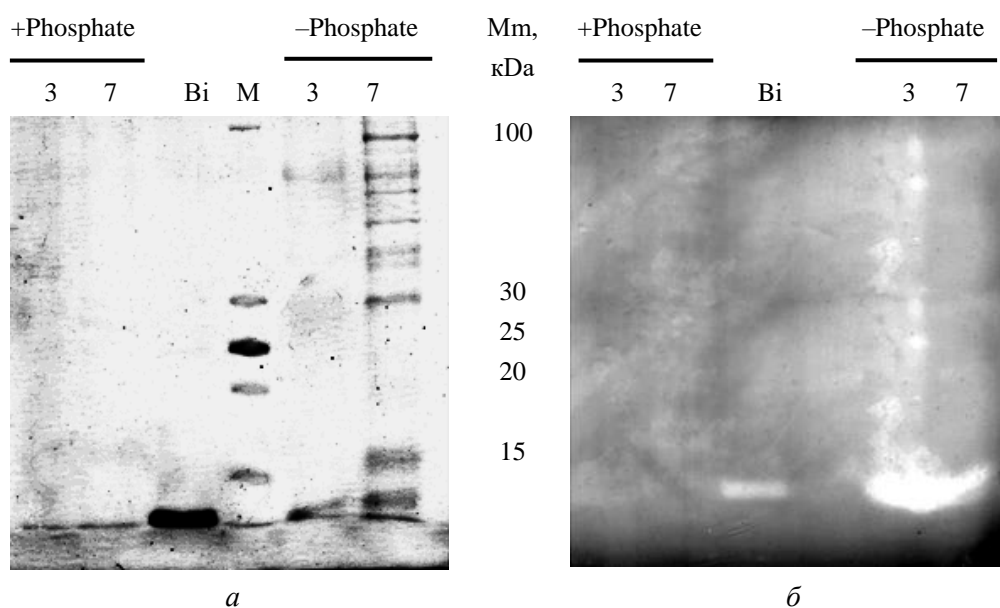 +Phosphate –Phosphate Mm, +Phosphate –Phosphate
кDa
3 7 Bi M 3 7 3 7 Bi 3 7
100
30
25
20
15
а б